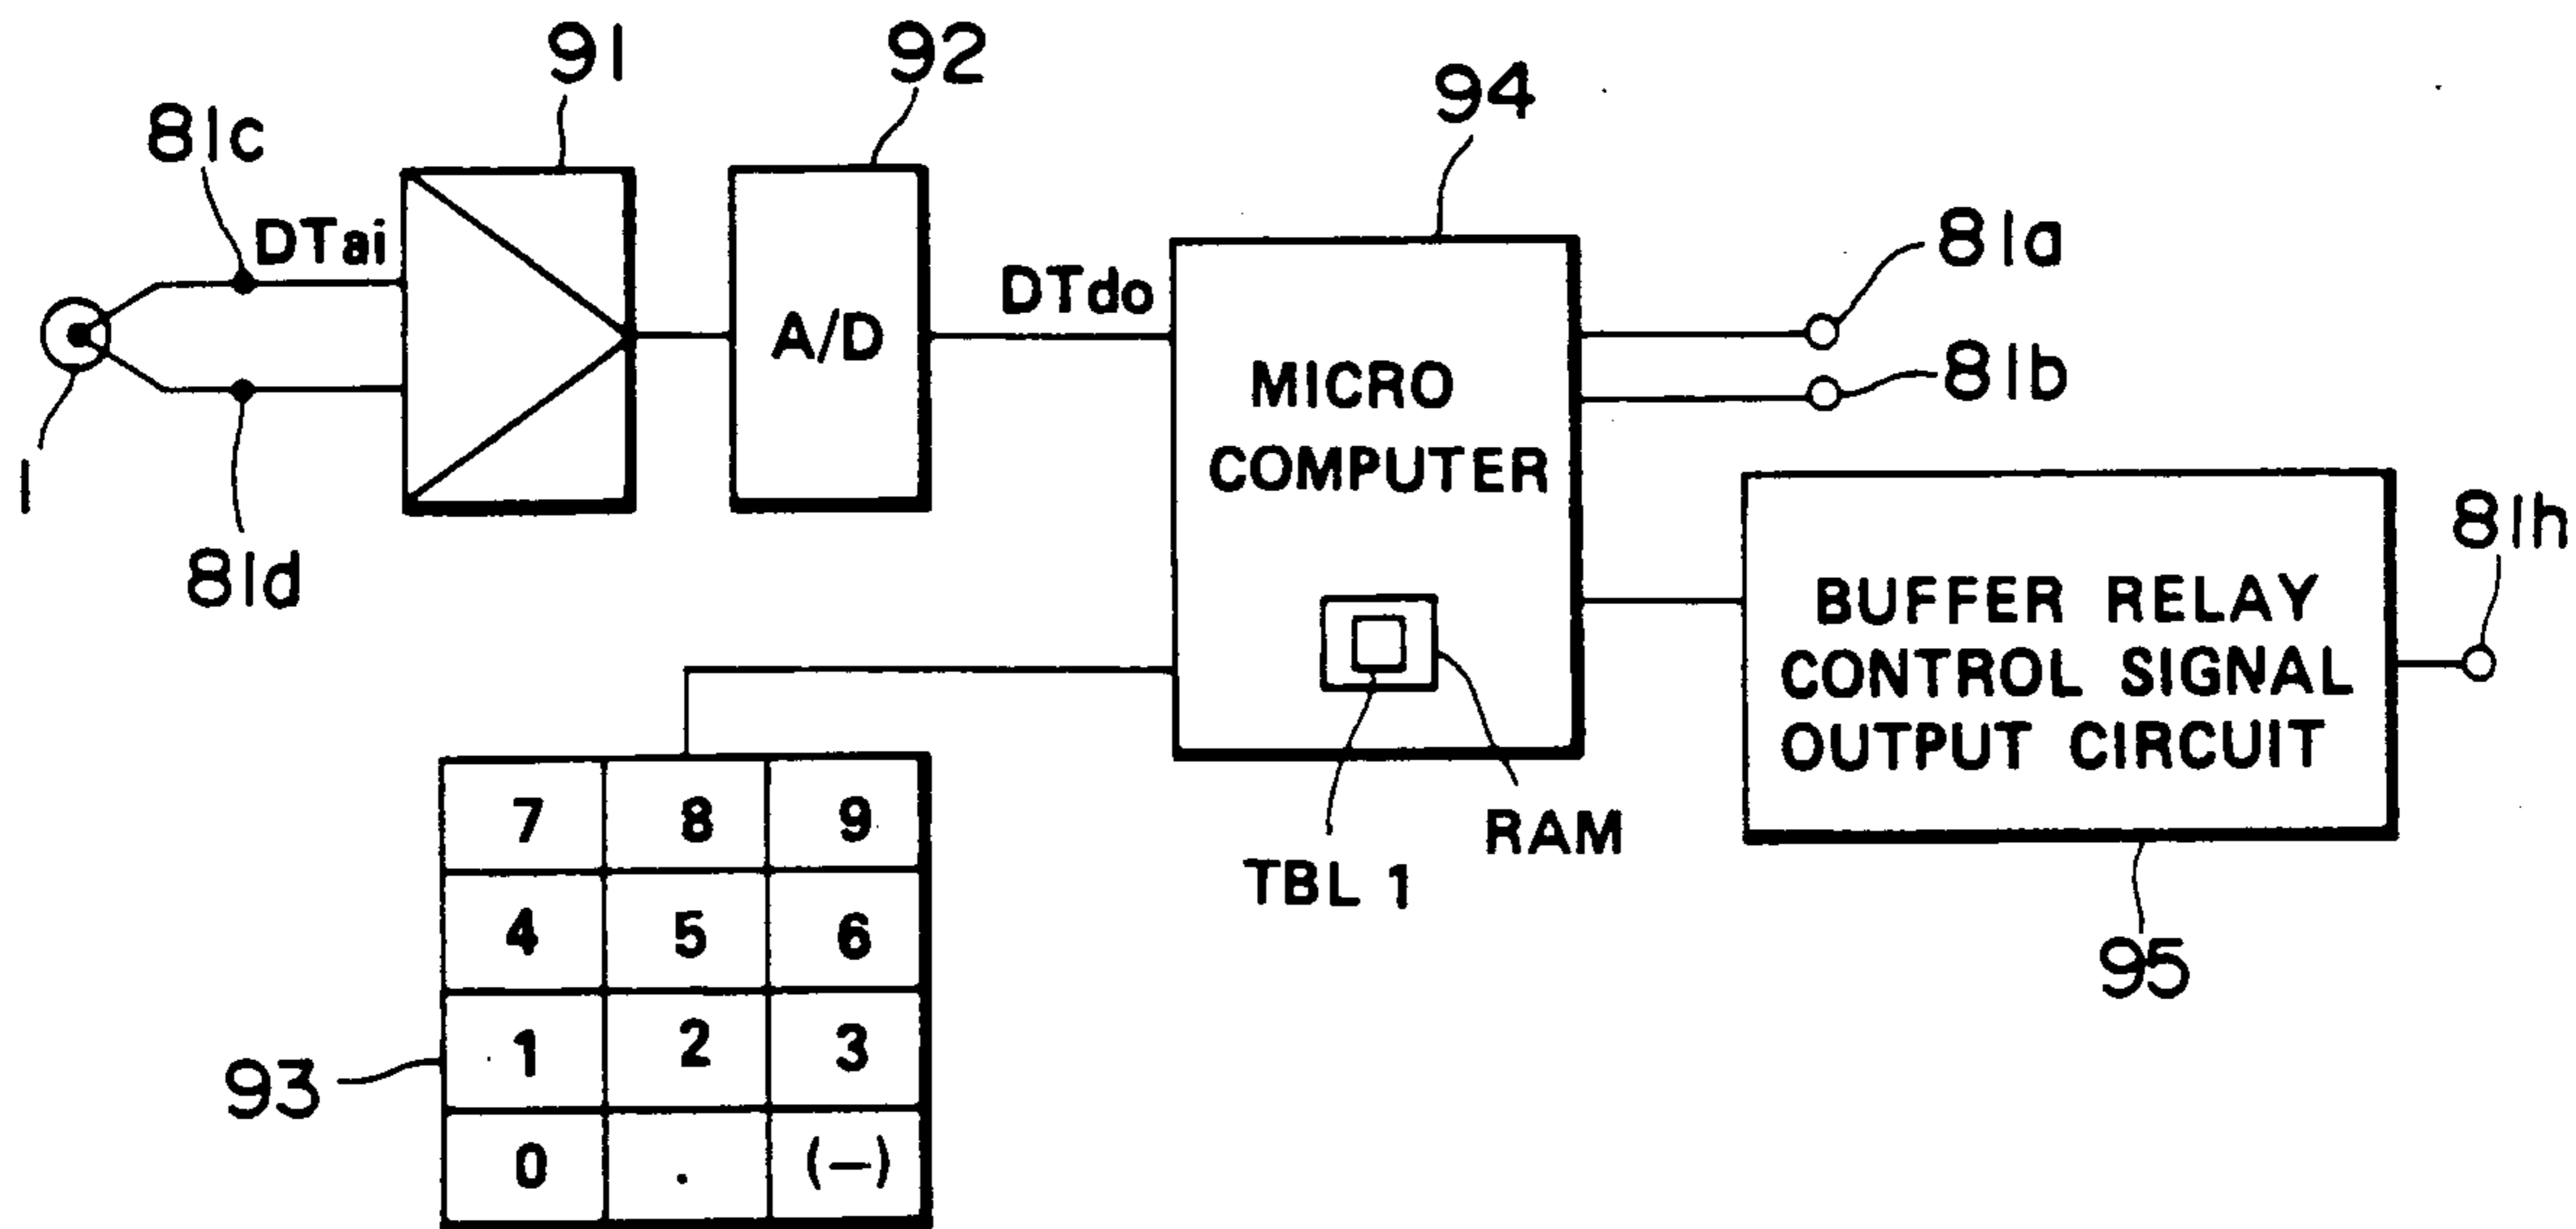 91
92
94
81c
DTai
81a
DTdo
A/D
81b
MICRO
COMPUTER
1
81d
81h
BUFFER RELAY
CONTROL SIGNAL
OUTPUT CIRCUIT
RAM
TBL 1
95
7 8 9
4 5 6
93
1 2 3
0 . (–)